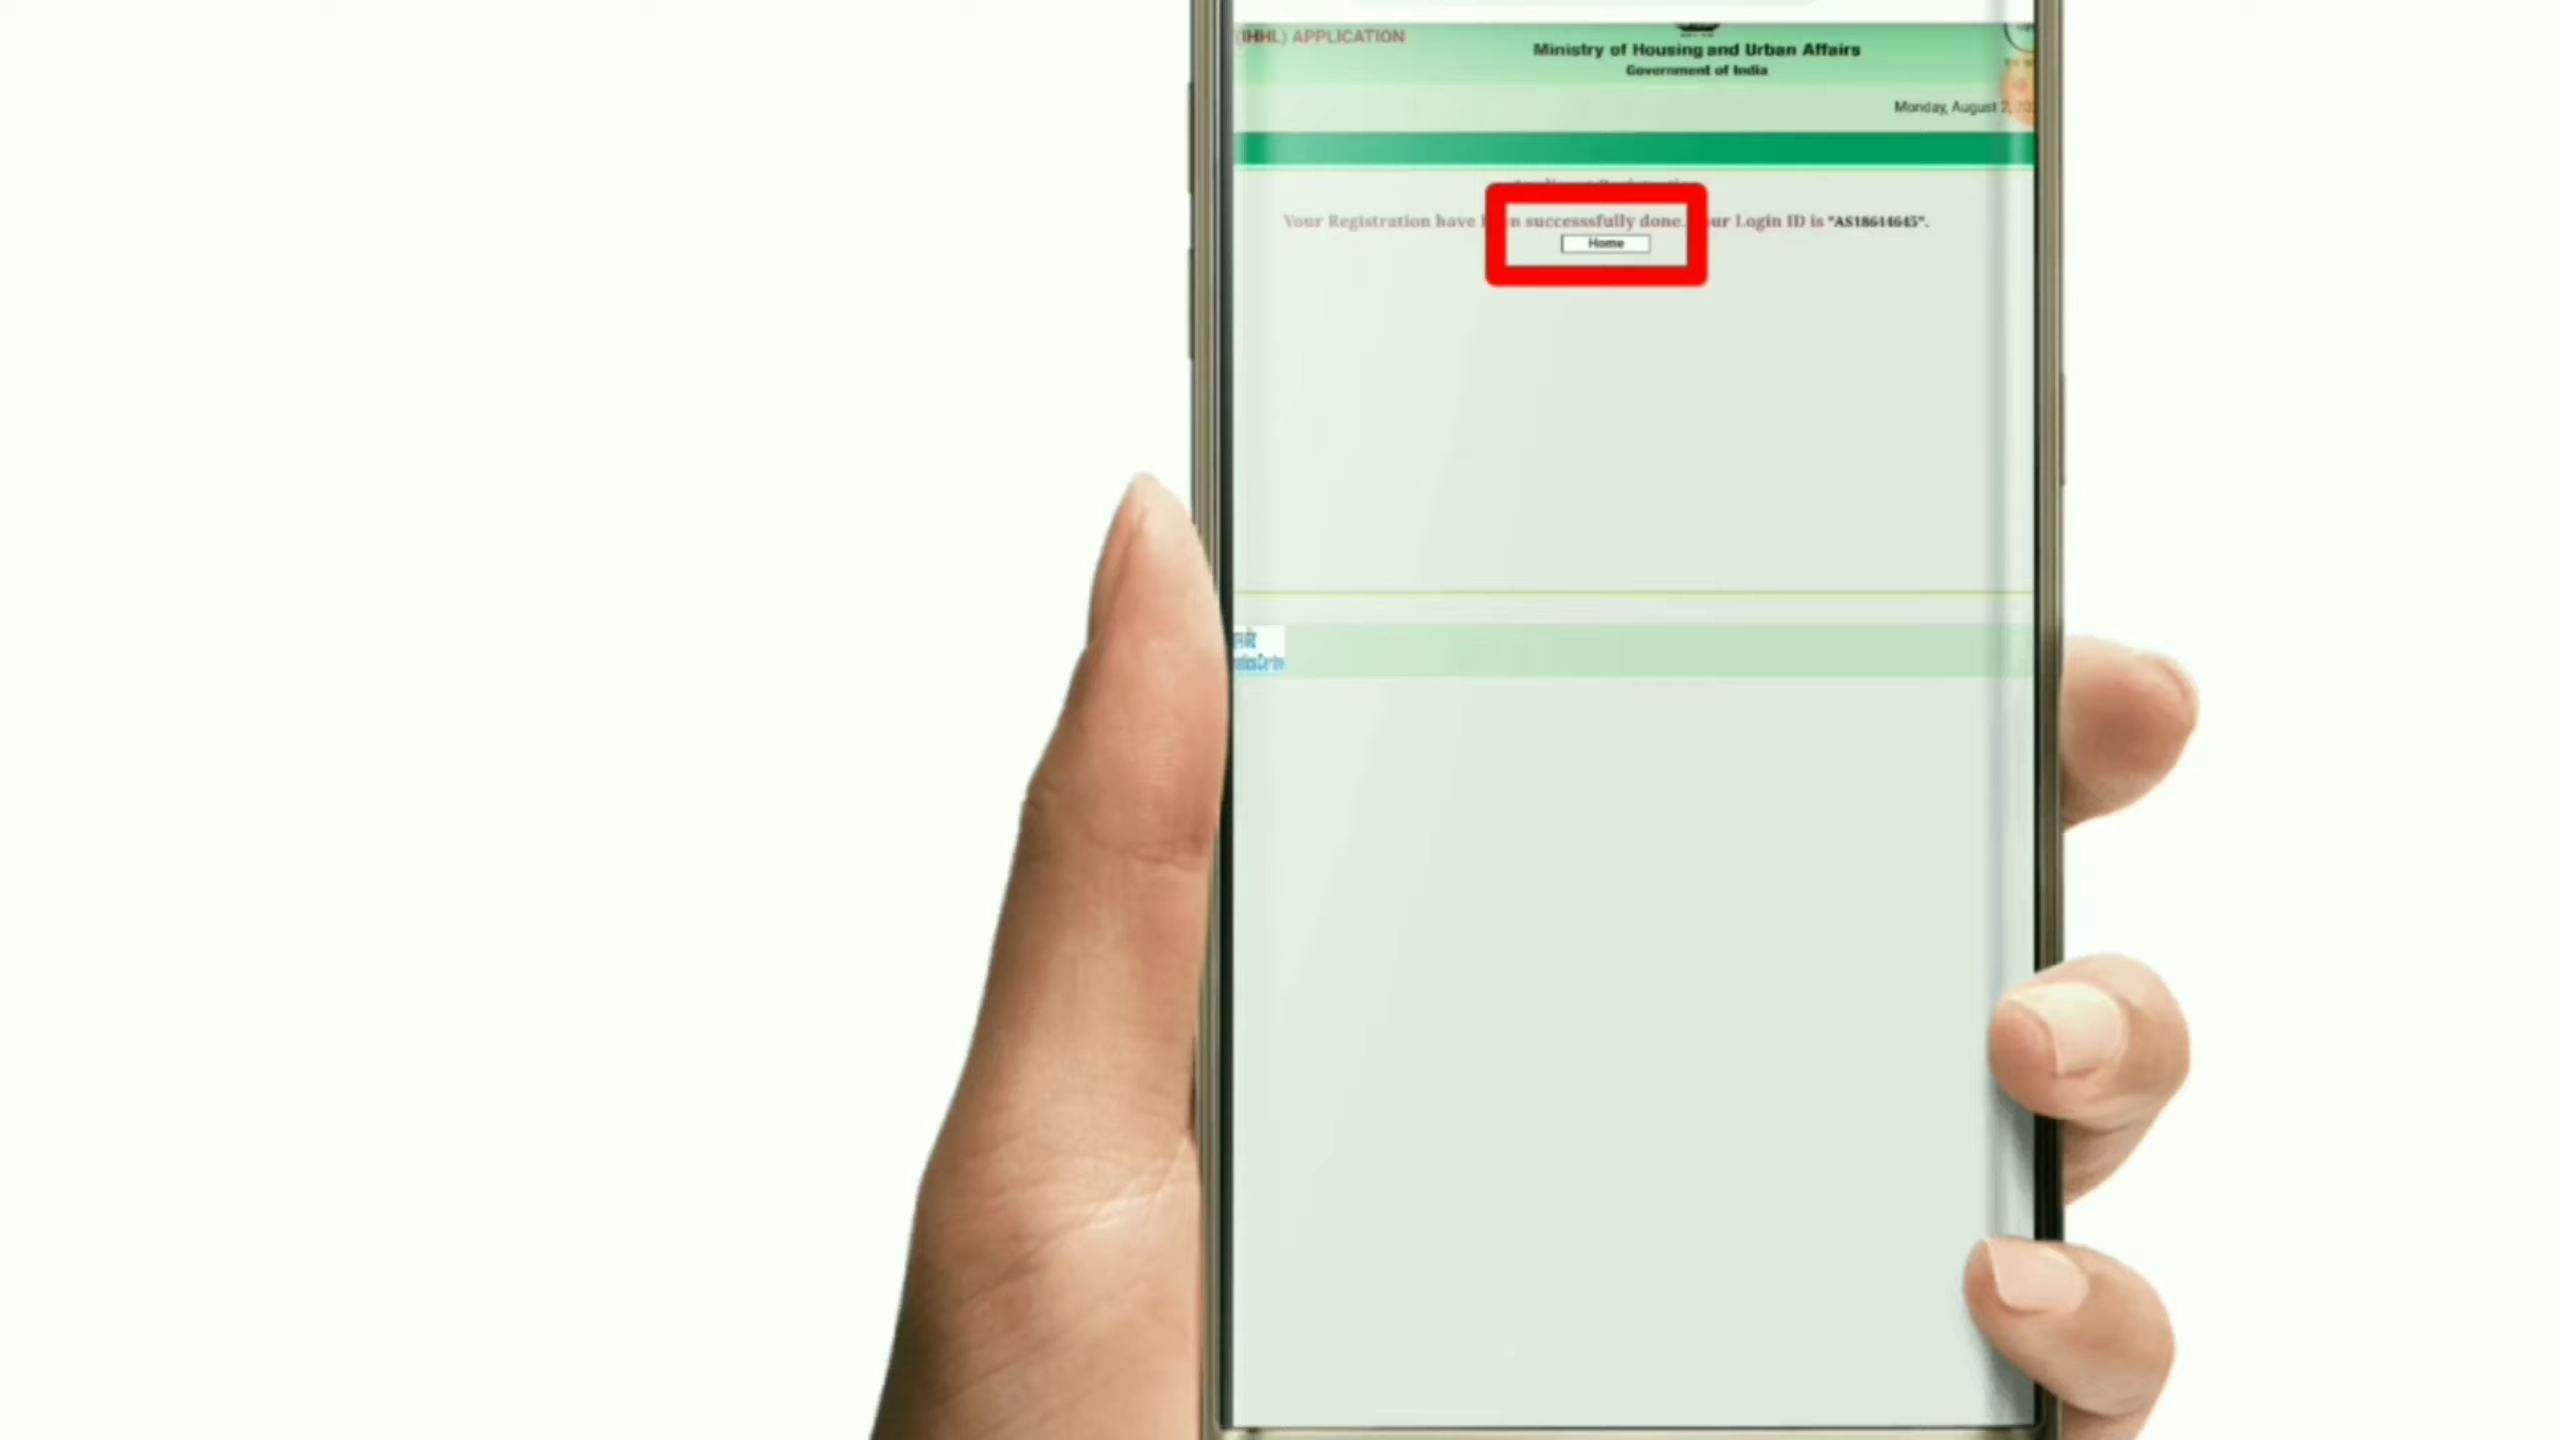 (IHHL) APPLICATION
Ministry of Housing and Urban Affairs
Government of India
Monday, August 2,
Your Registration have successsfully done. Login ID is "AS18614645".
Home